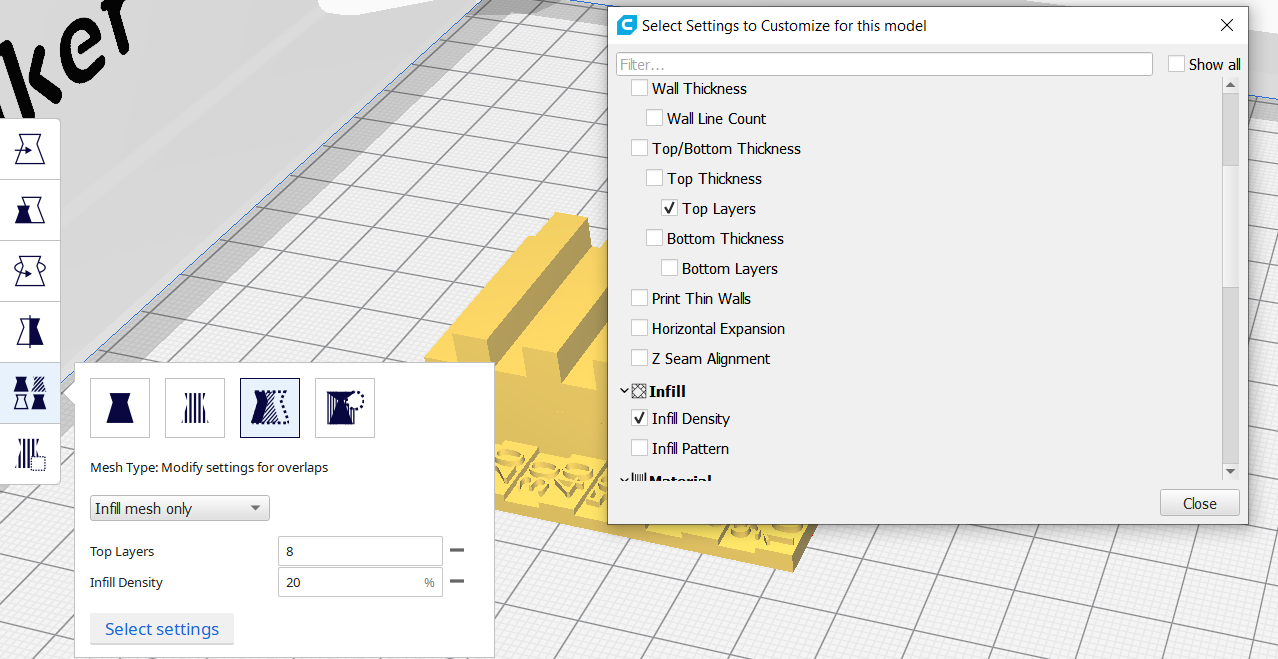 ker
Select Settings to Customize for this model
Filter...
Show all
Wall Thickness
Wall Line Count
Top/Bottom Thickness
Top Thickness
Top Layers
Bottom Thickness
Bottom Layers
Print Thin Walls
Horizontal Expansion
Z Seam Alignment
Infill
Infill Density
Infill Pattern
Material
Close
Mesh Type: Modify settings for overlaps
Infill mesh only
Top Layers
8
Infill Density
20 %
Select settings
20 30 40